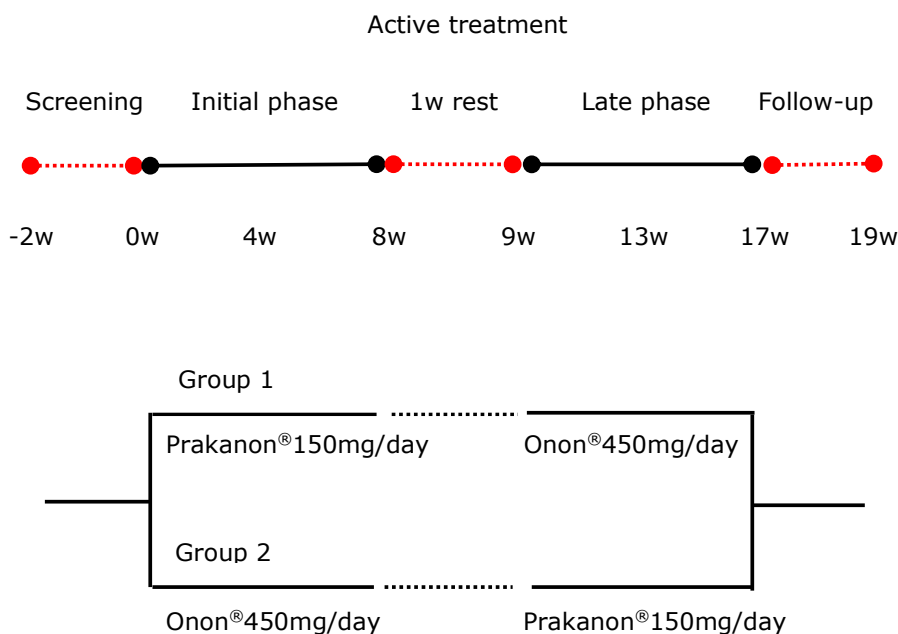 Active treatment
Screening Initial phase 1w rest Late phase Follow-up
-2w 0w 4w 8w 9w 13w 17w 19w
Group 1
Prakanon®150mg/day Onon®450mg/day
Group 2
Onon®450mg/day Prakanon®150mg/day